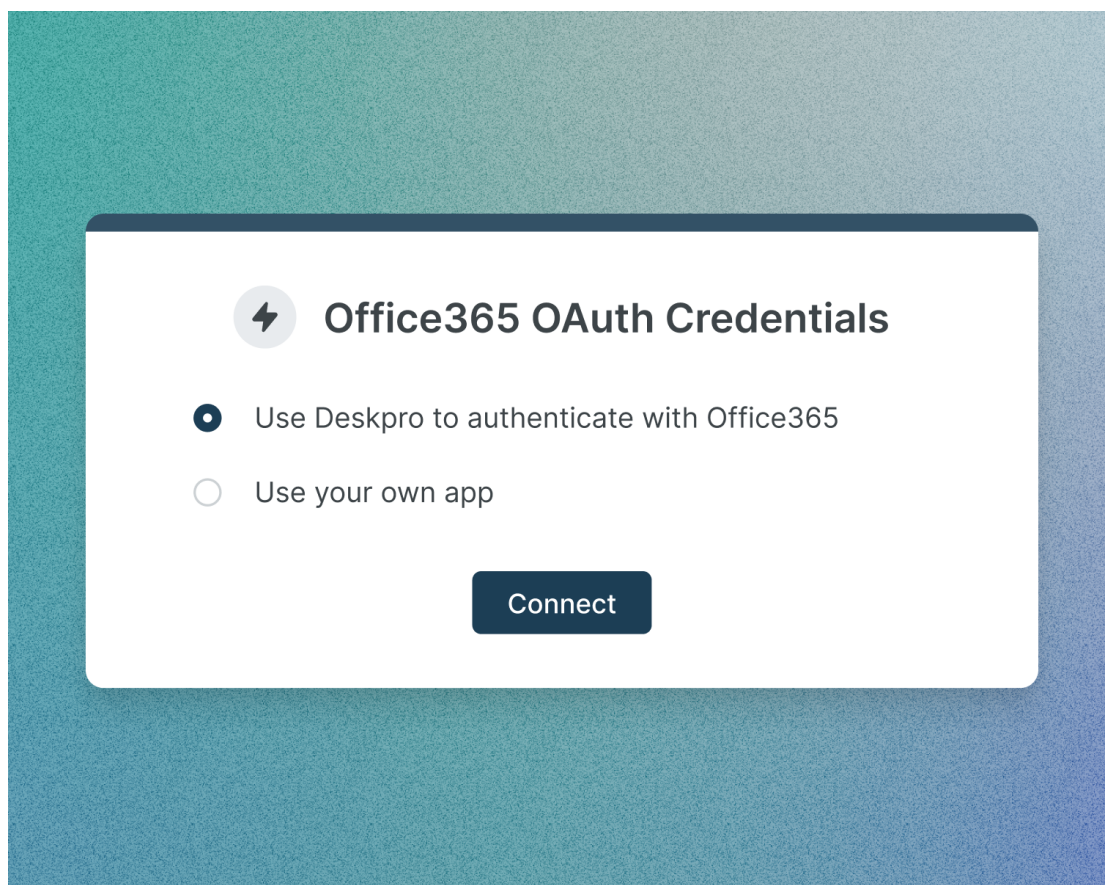 Office365 OAuth Credentials
Use Deskpro to authenticate with Office365
Use your own app
Connect